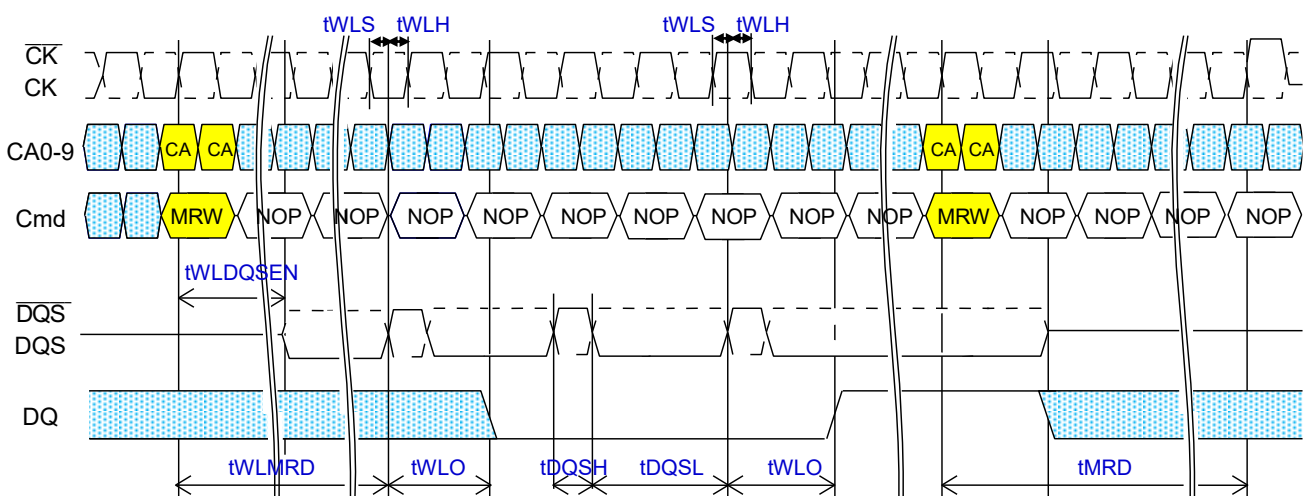 tWLS tWLH tWLS tWLH
CK
CK
CA0-9 CA CA CA CA
Cmd MRW NOP NOP NOP NOP NOP NOP NOP NOP NOP MRW NOP NOP NOP NOP
tWLDQSEN
DQS
DQS
DQ
tWLMRD tWLO tDQSH tDQSL tWLO tMRD